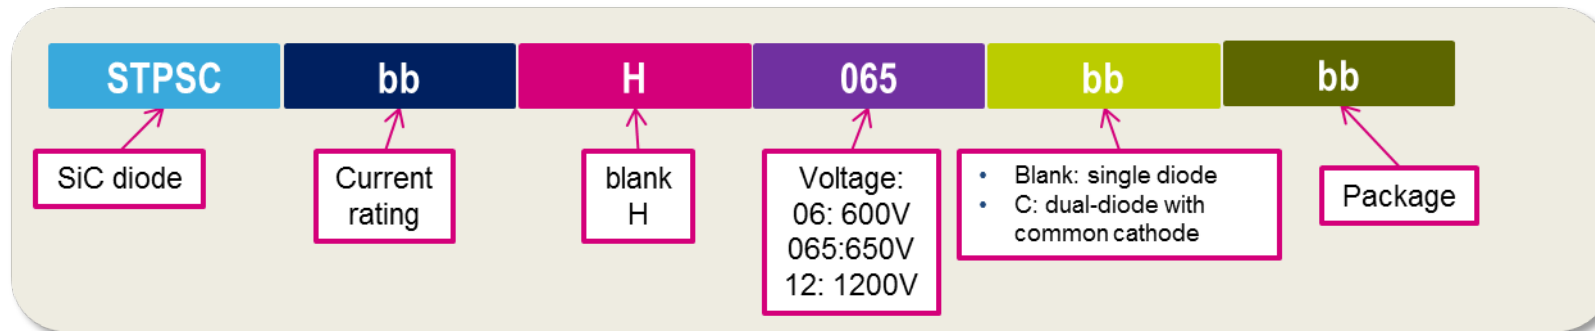 STPSC bb H 065 bb bb
SiC diode
Current
rating
blank
H
Voltage:
06: 600V
065:650V
12: 1200V
• Blank: single diode
• C: dual-diode with
common cathode
Package